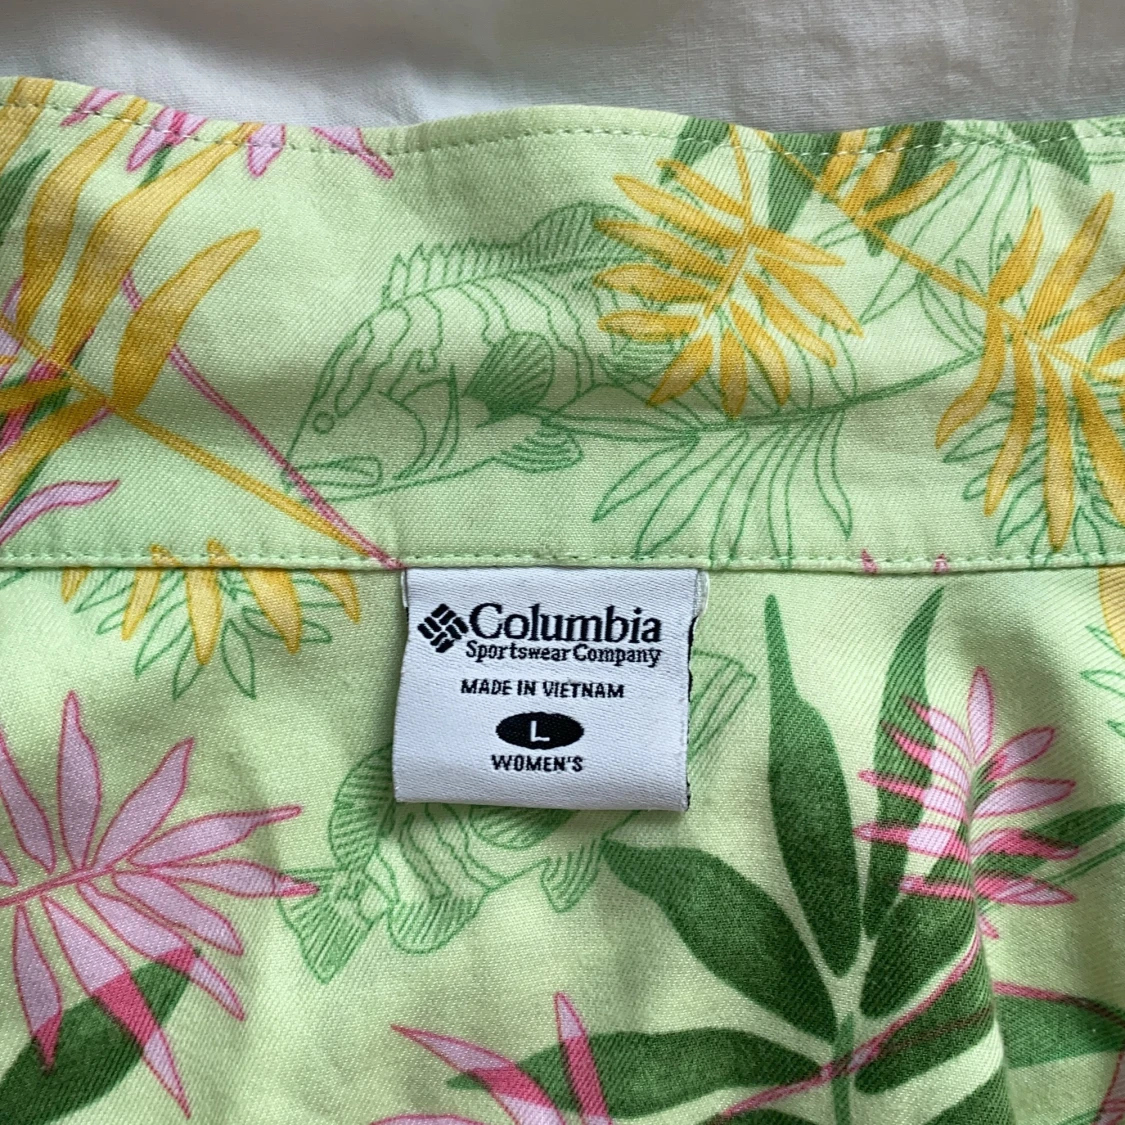 Columbia
Sportswear Company
MADE IN VIETNAM
L
WOMEN'S